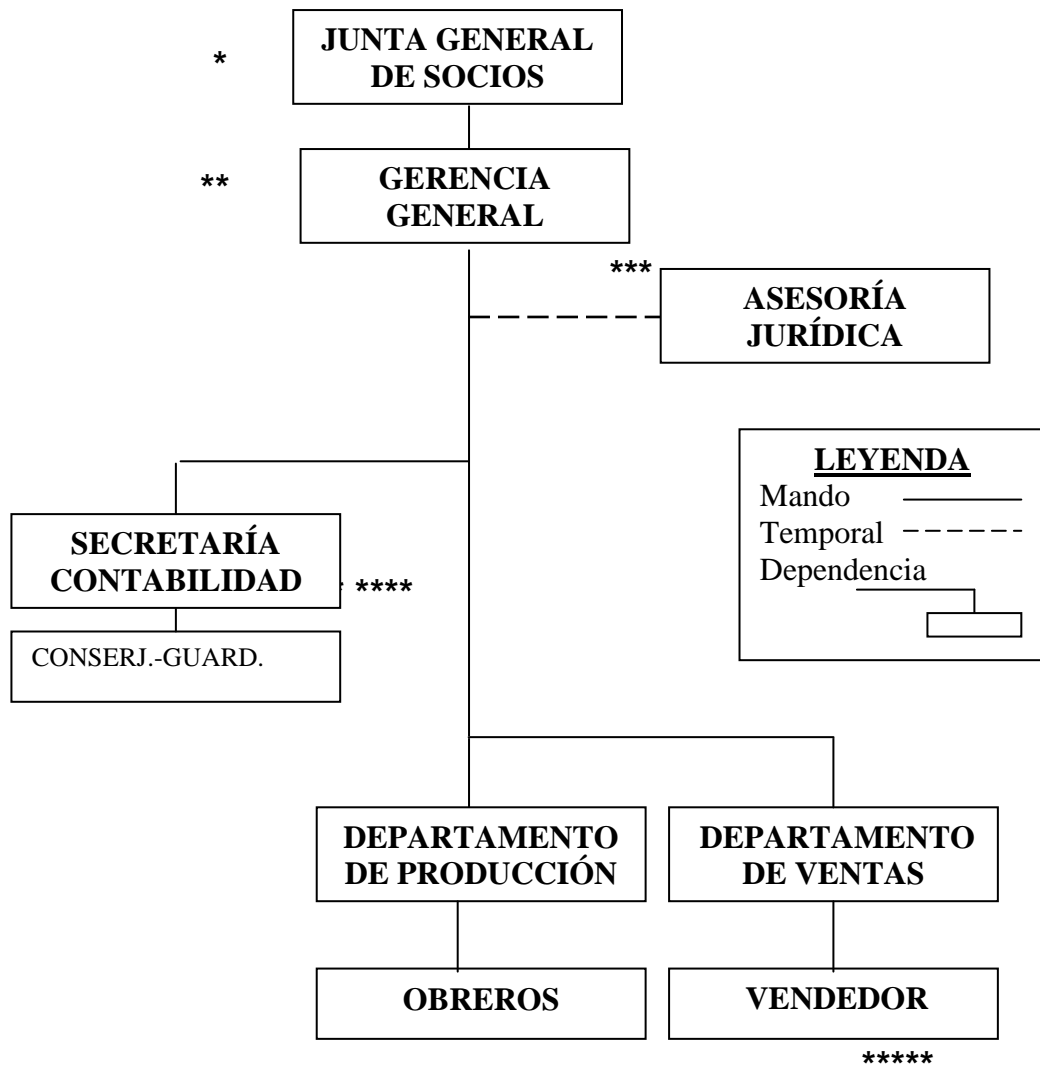 JUNTA GENERAL
DE SOCIOS
*
GERENCIA
GENERAL
**
***
ASESORÍA
JURÍDICA
LEYENDA
Mando
Temporal
Dependencia
SECRETARÍA
CONTABILIDAD
****
CONSERJ.-GUARD.
DEPARTAMENTO
DE PRODUCCIÓN
DEPARTAMENTO
DE VENTAS
OBREROS
VENDEDOR
*****